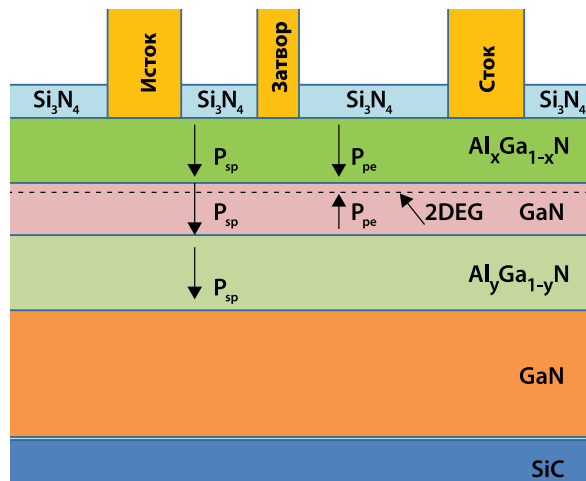 Исток
Затвор
Сток
Si₃N₄
Si₃N₄
Si₃N₄
Si₃N₄
AlₓGa₁₋ₓN
Pₛₚ
Pₚₑ
Pₛₚ
Pₚₑ
2DEG
GaN
AlyGa1-yN
Pₛₚ
GaN
SiC